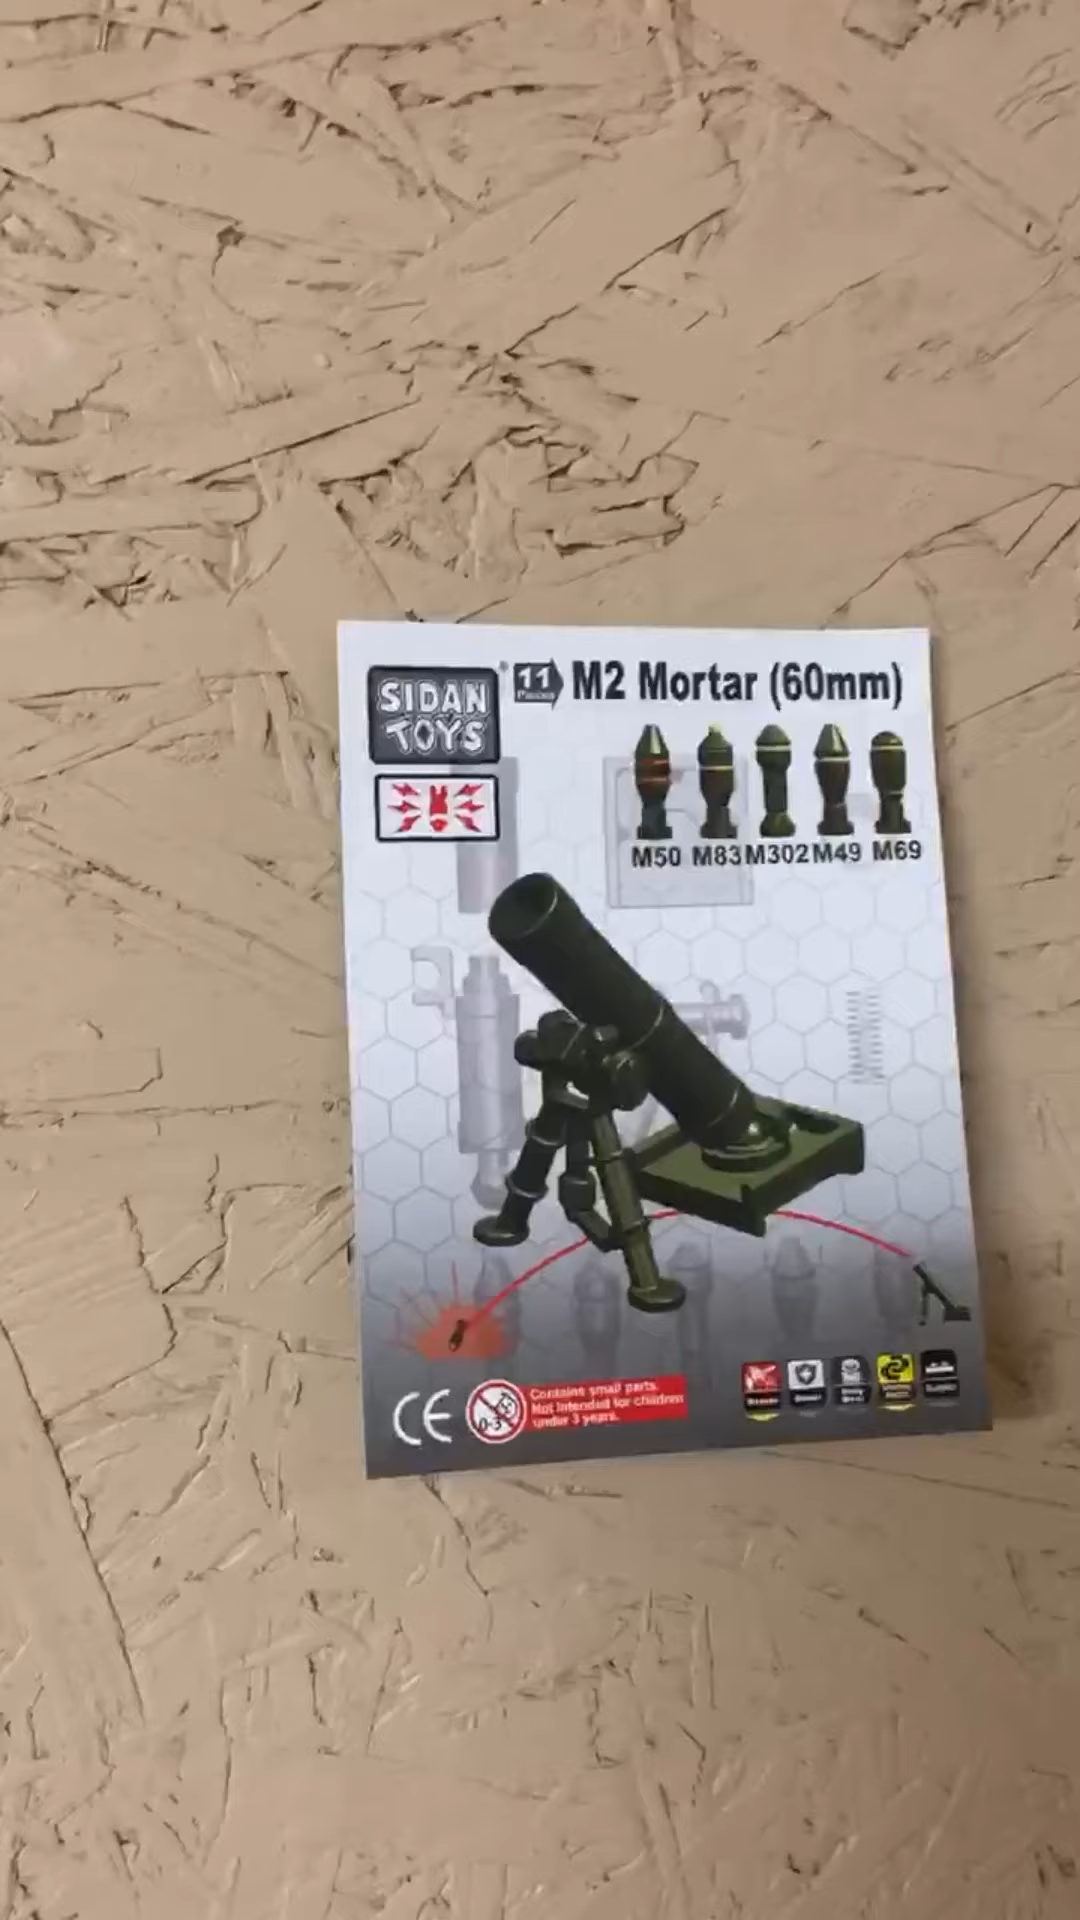 SIDAN
TOYS
®
11
Pieces
M2 Mortar (60mm)
M50 M83 M302 M49 M69
CE
0-3
Contains small parts.
Not Intended for children
under 3 years.